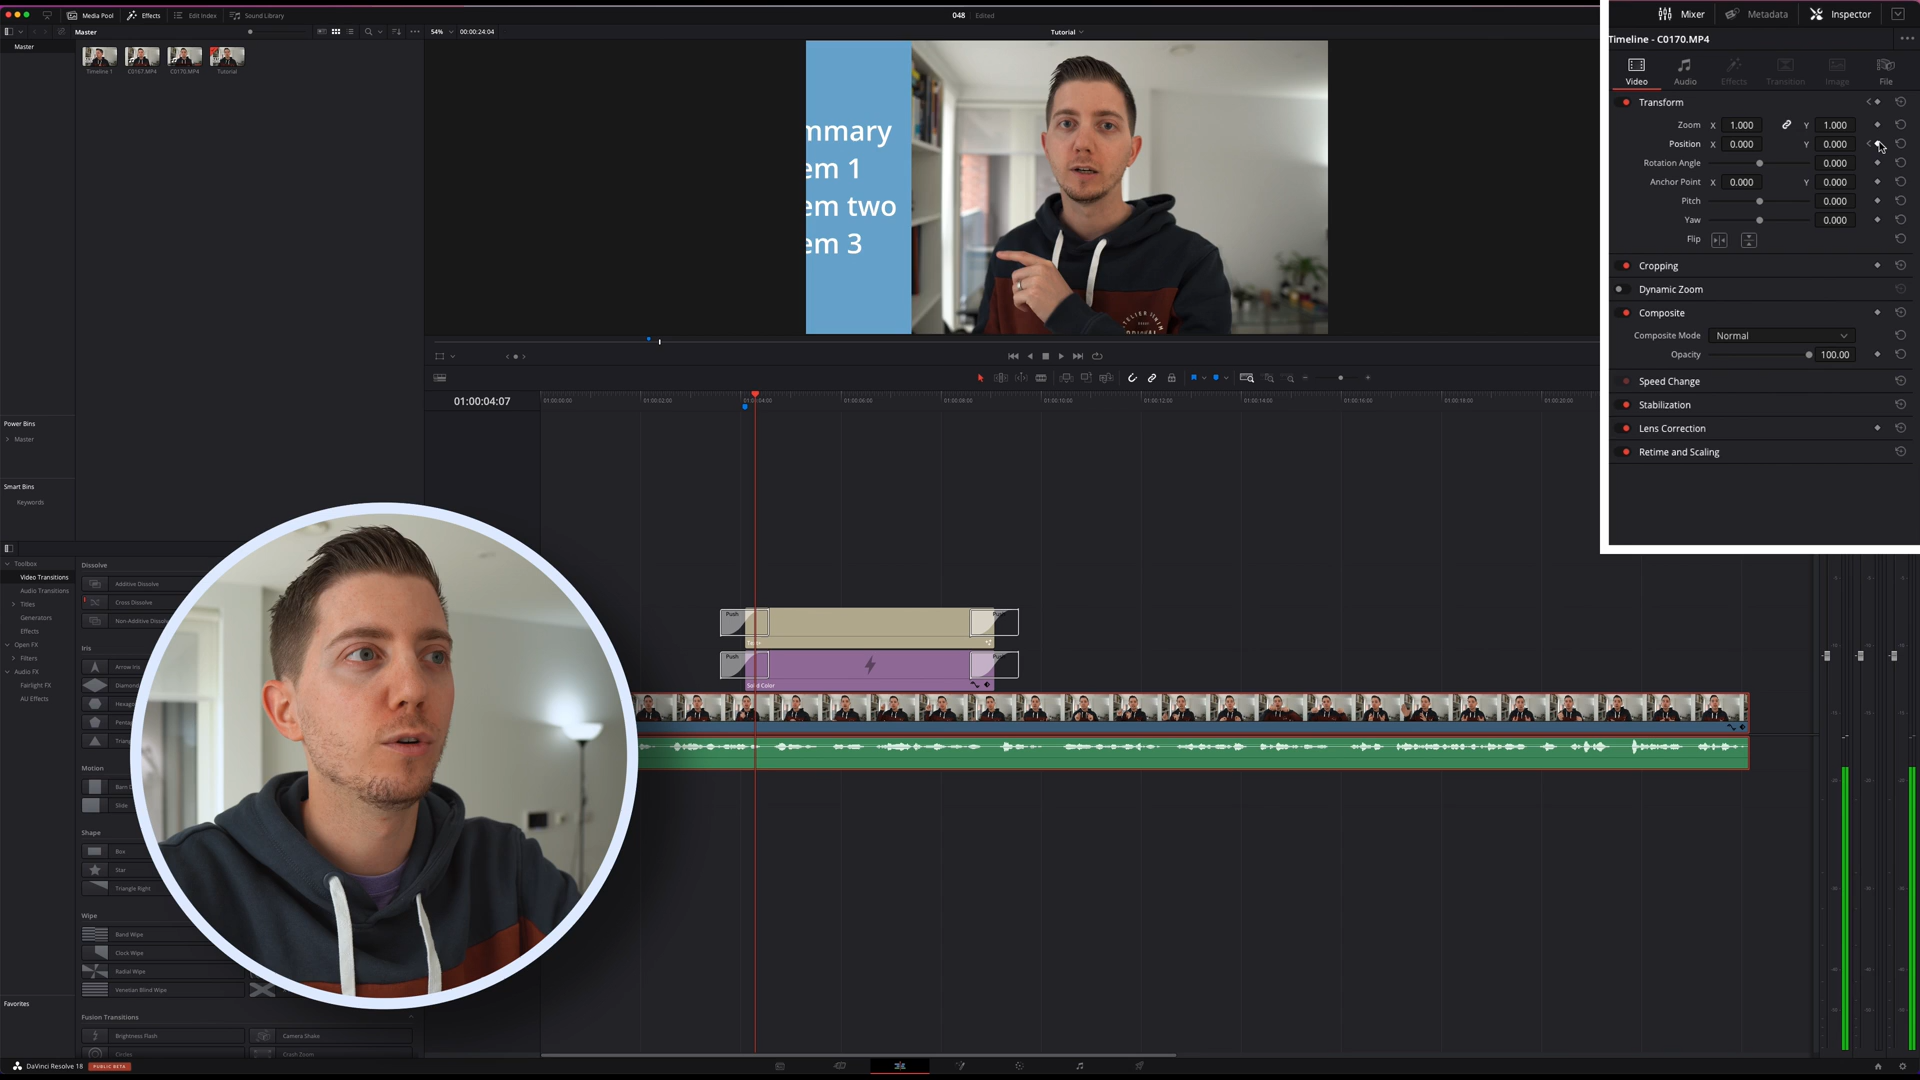 Media Pool
Effects
Edit Index
Sound Library
048
Edited
Mixer
Metadata
Inspector
Master
54%
00:00:24:04
Tutorial
Timeline - C0170.MP4
Master
Timeline 1
C0167.MP4
C0170.MP4
Tutorial
mmary
em 1
em two
em 3
Video
Audio
Effects
Transition
Image
File
Transform
Zoom X 1.000 Y 1.000
Position X 0.000 Y 0.000
Rotation Angle 0.000
Anchor Point X 0.000 Y 0.000
Pitch 0.000
Yaw 0.000
Flip
Cropping
Dynamic Zoom
Composite
Composite Mode Normal
Opacity 100.00
Speed Change
Stabilization
Lens Correction
Retime and Scaling
01:00:04:07
01:00:00:00
01:00:02:00
01:00:04:00
01:00:06:00
01:00:08:00
01:00:10:00
01:00:12:00
01:00:14:00
01:00:16:00
01:00:18:00
01:00:20:00
Power Bins
Master
Smart Bins
Keywords
Toolbox
Video Transitions
Audio Transitions
Titles
Generators
Effects
Open FX
Filters
Audio FX
Fairlight FX
AU Effects
Favorites
Dissolve
Additive Dissolve
Cross Dissolve
Non-Additive Disso
Iris
Arrow Iris
Diamond
Hexag
Penta
Trian
Motion
Barn D
Slide
Shape
Box
Star
Triangle Right
Wipe
Band Wipe
Clock Wipe
Radial Wipe
Venetian Blind Wipe
Fusion Transitions
Brightness Flash
Camera Shake
Circles
Crash Zoom
Push
Push
Solid Color
DaVinci Resolve 18
PUBLIC BETA